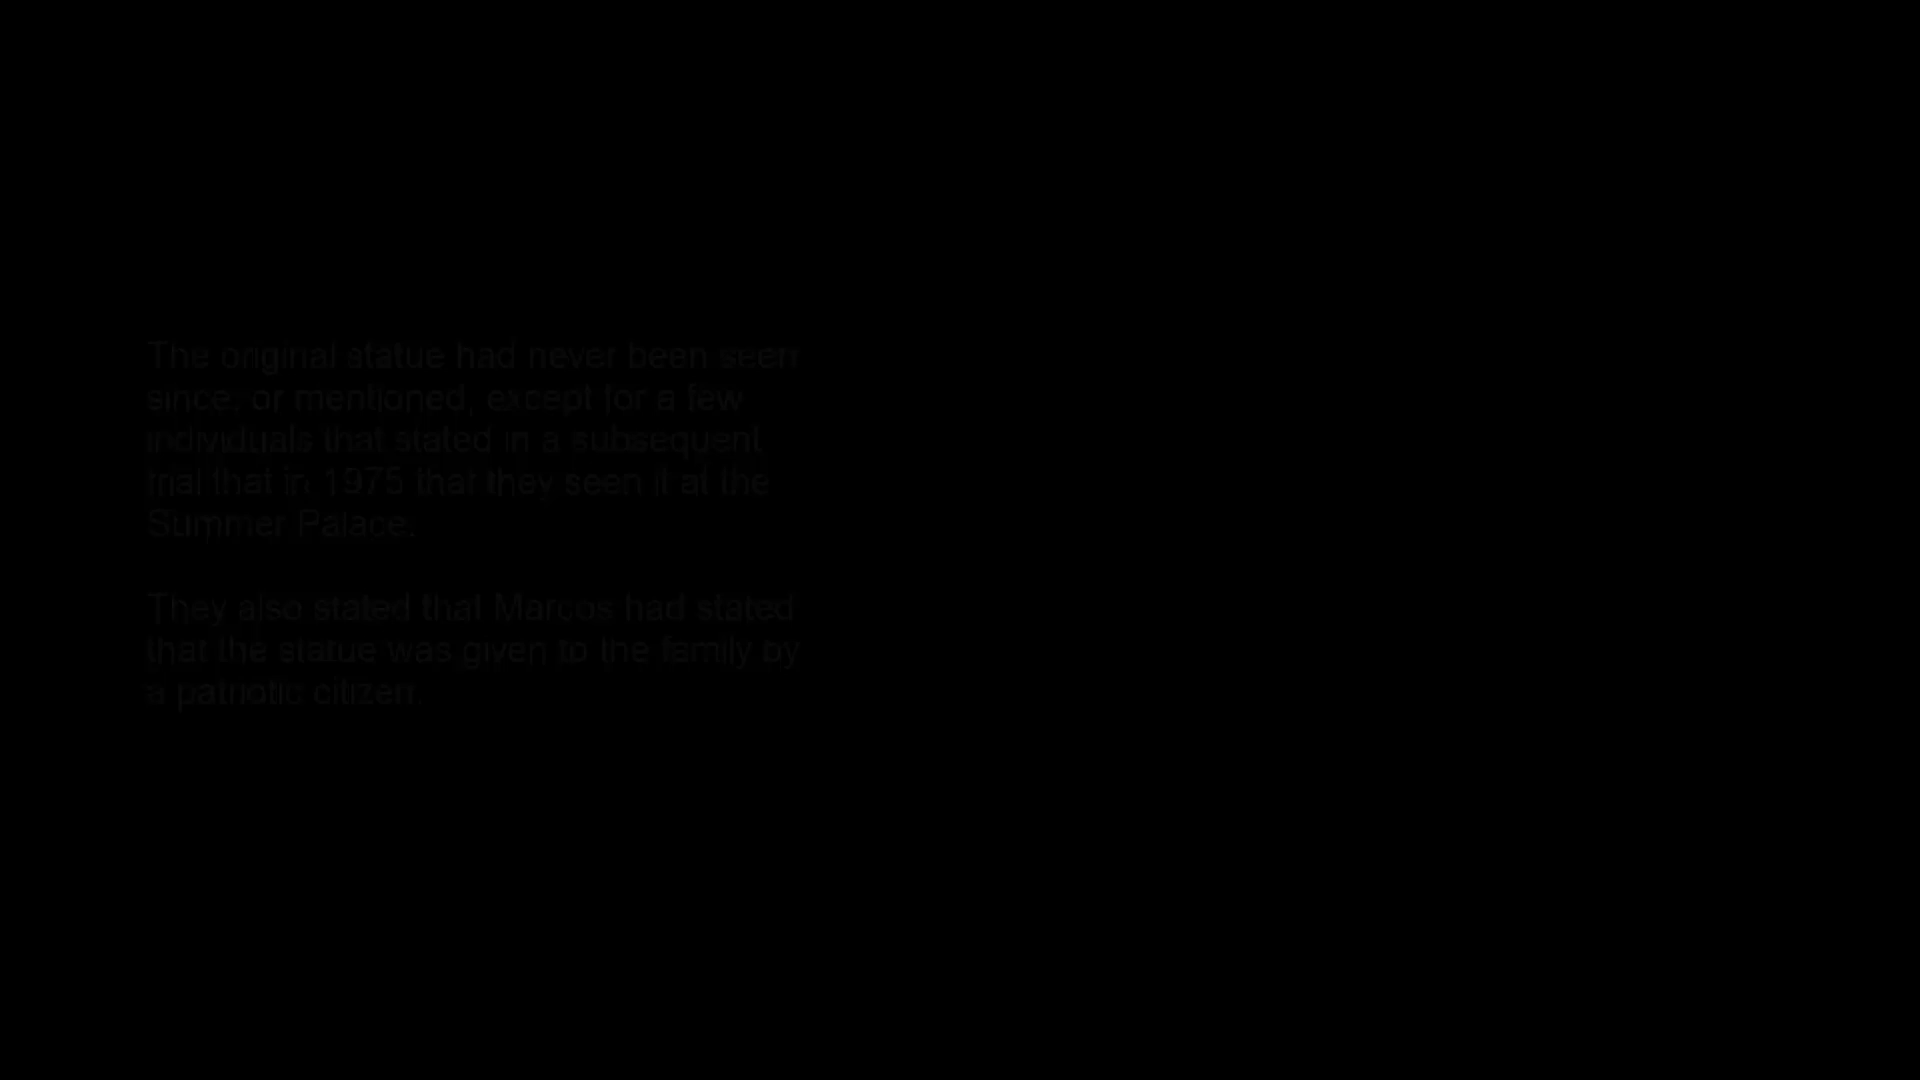 The original statue had never been seen
since, or mentioned, except for a few
individuals that stated in a subsequent
trial that in 1975 that they seen it at the
Summer Palace.
They also stated that Marcos had stated
that the statue was given to the family by
a patriotic citizen.